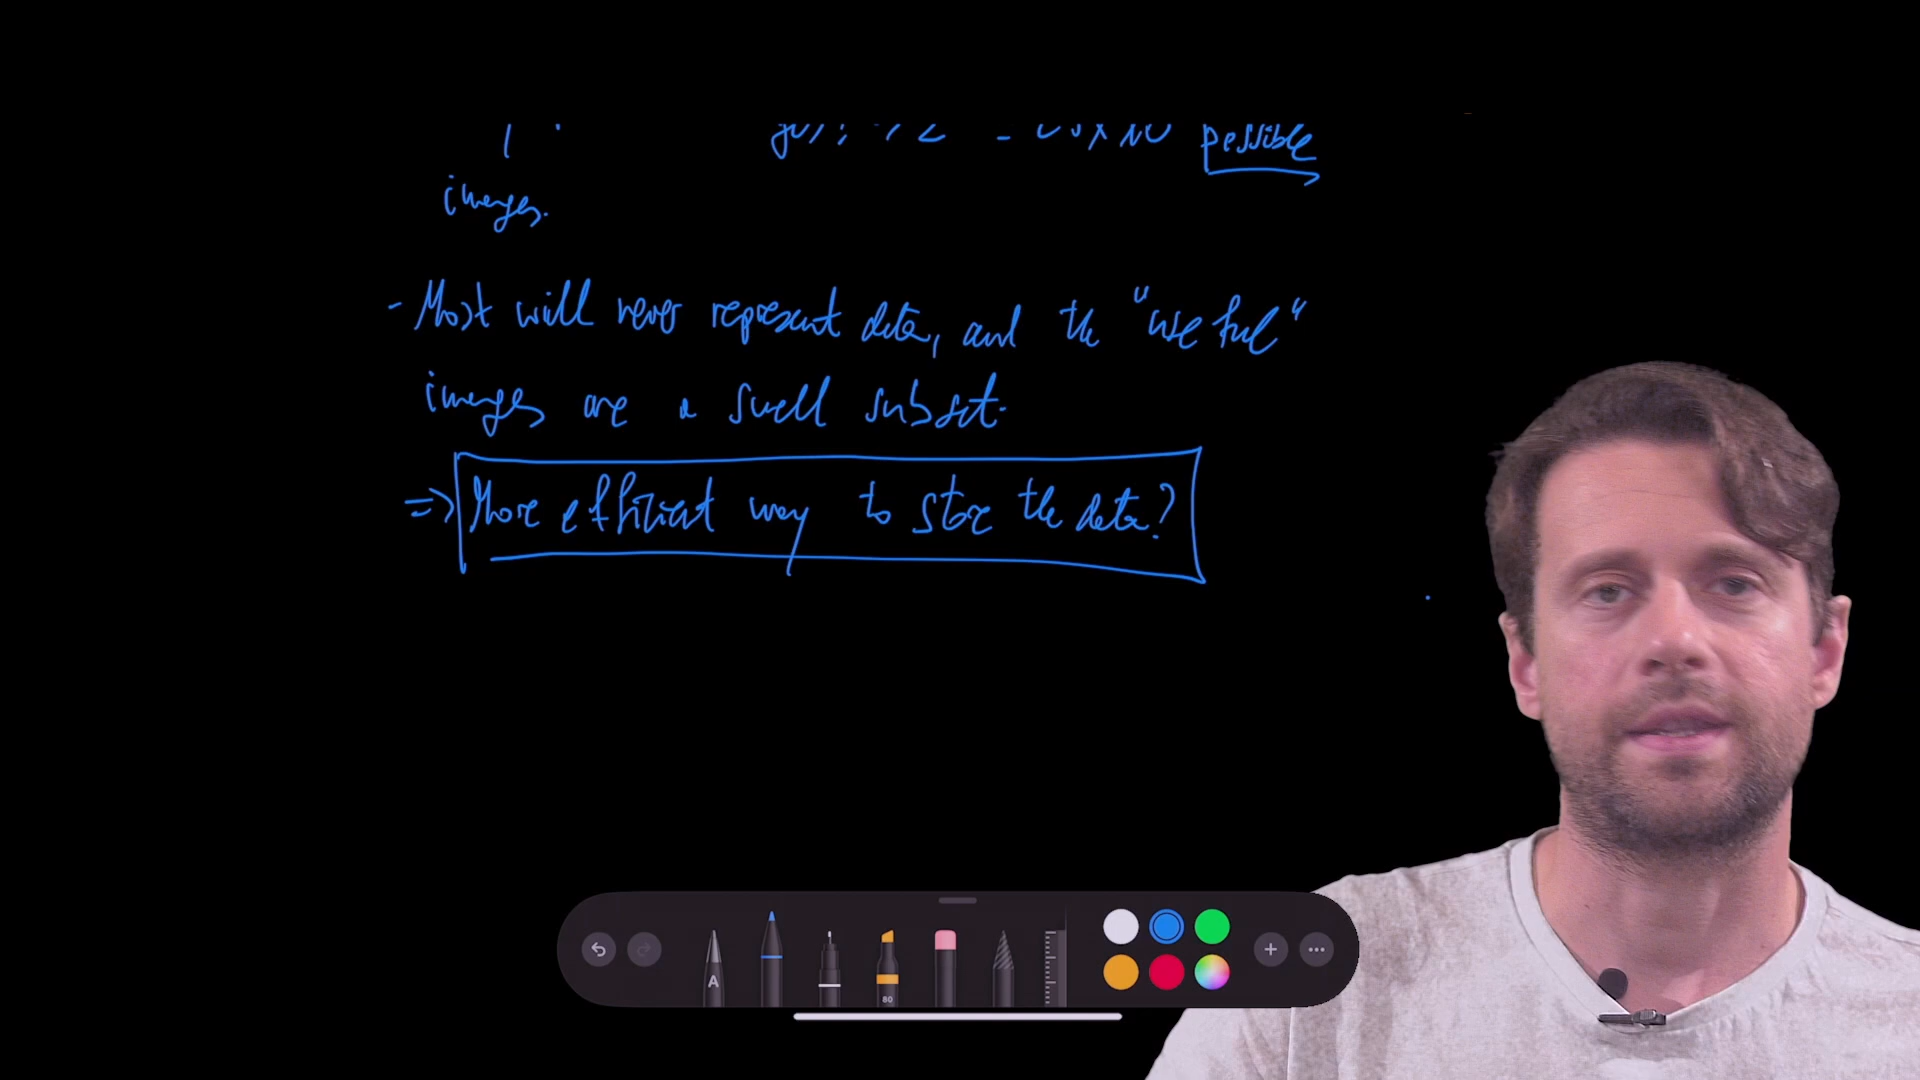 possible
images.
- Most will never represent data, and the "useful"
images are a small subset.
=> More efficient way to store the data?
A
80